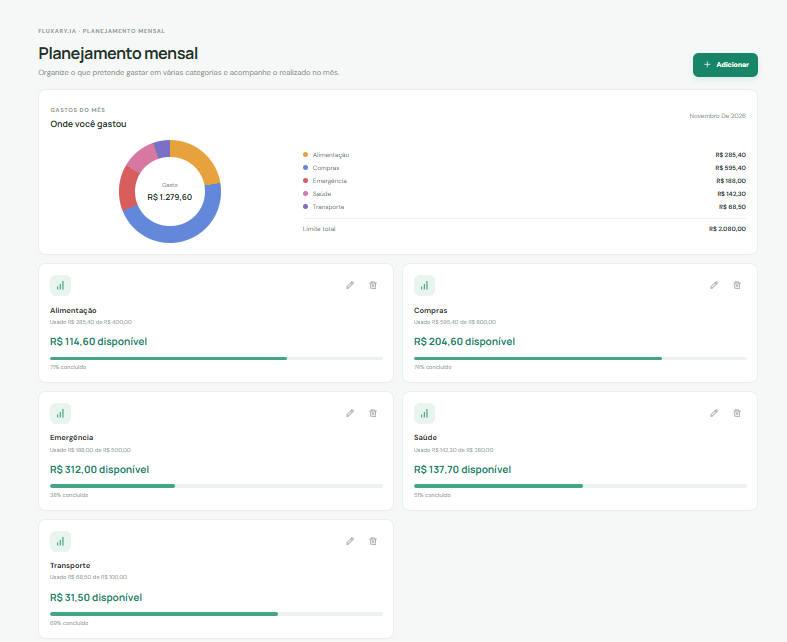 FLUXARY.IA · PLANEJAMENTO MENSAL
Planejamento mensal
Organize o que pretende gastar em várias categorias e acompanhe o realizado no mês.
+ Adicionar
GASTOS DO MÊS
Onde você gastou
Novembro De 2026
Gasto
R$ 1.279,60
Alimentação R$ 285,40
Compras R$ 595,40
Emergência R$ 188,00
Saúde R$ 142,30
Transporte R$ 68,50
Limite total R$ 2.080,00
Alimentação
Usado R$ 285,40 de R$ 400,00
R$ 114,60 disponível
71% concluído
Compras
Usado R$ 595,40 de R$ 800,00
R$ 204,60 disponível
74% concluído
Emergência
Usado R$ 188,00 de R$ 500,00
R$ 312,00 disponível
38% concluído
Saúde
Usado R$ 142,30 de R$ 280,00
R$ 137,70 disponível
51% concluído
Transporte
Usado R$ 68,50 de R$ 100,00
R$ 31,50 disponível
69% concluído